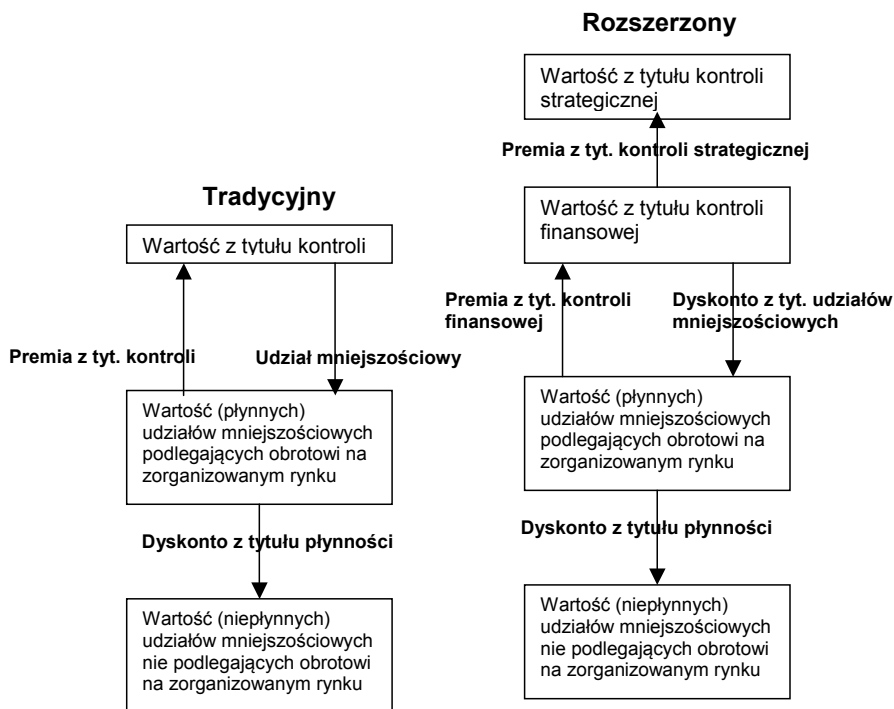 Rozszerzony
Wartość z tytułu kontroli
strategicznej
Premia z tyt. kontroli strategicznej
Tradycyjny
Wartość z tytułu kontroli
Wartość z tytułu kontroli
finansowej
Premia z tyt. kontroli
Udział mniejszościowy
Premia z tyt. kontroli
finansowej
Dyskonto z tyt. udziałów
mniejszościowych
Wartość (płynnych)
udziałów mniejszościowych
podlegających obrotowi na
zorganizowanym rynku
Wartość (płynnych)
udziałów mniejszościowych
podlegających obrotowi na
zorganizowanym rynku
Dyskonto z tytułu płynności
Dyskonto z tytułu płynności
Wartość (niepłynnych)
udziałów mniejszościowych
nie podlegających obrotowi
na zorganizowanym rynku
Wartość (niepłynnych)
udziałów mniejszościowych
nie podlegających obrotowi
na zorganizowanym rynku